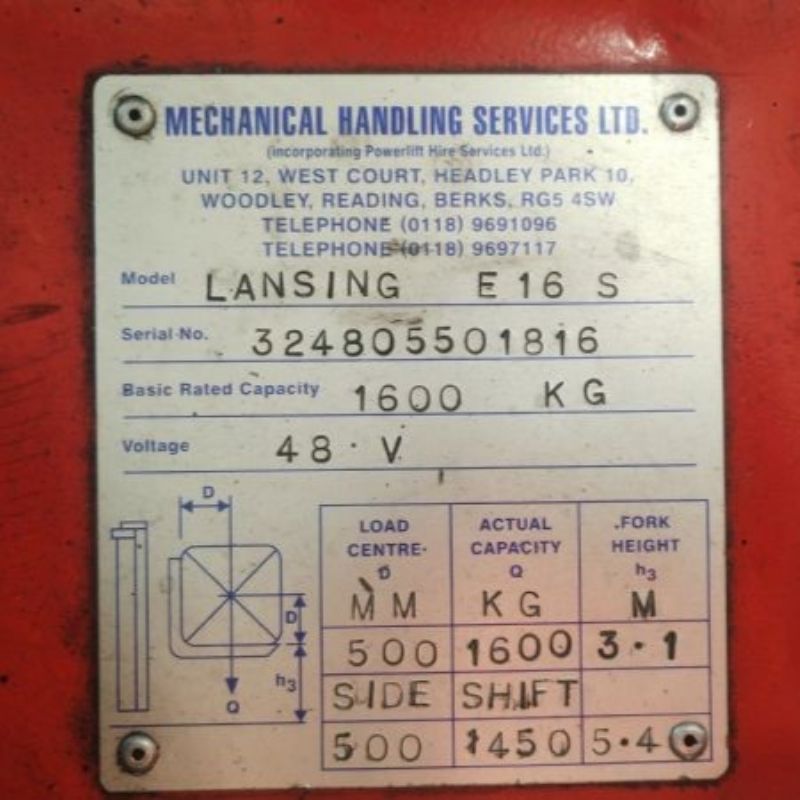 MECHANICAL HANDLING SERVICES LTD.
(incorporating Powerlift Hire Services Ltd.)
UNIT 12, WEST COURT, HEADLEY PARK 10,
WOODLEY, READING, BERKS, RG5 4SW
TELEPHONE (0118) 9691096
TELEPHONE (0118) 9697117
Model LANSING E 16 S
Serial No. 324805501816
Basic Rated Capacity 1600 KG
Voltage 48 · V
D
D
h3
Q
LOAD ACTUAL FORK
CENTRE CAPACITY HEIGHT
D Q h3
MM KG M
500 1600 3·1
SIDE SHIFT
500 1450 5·4